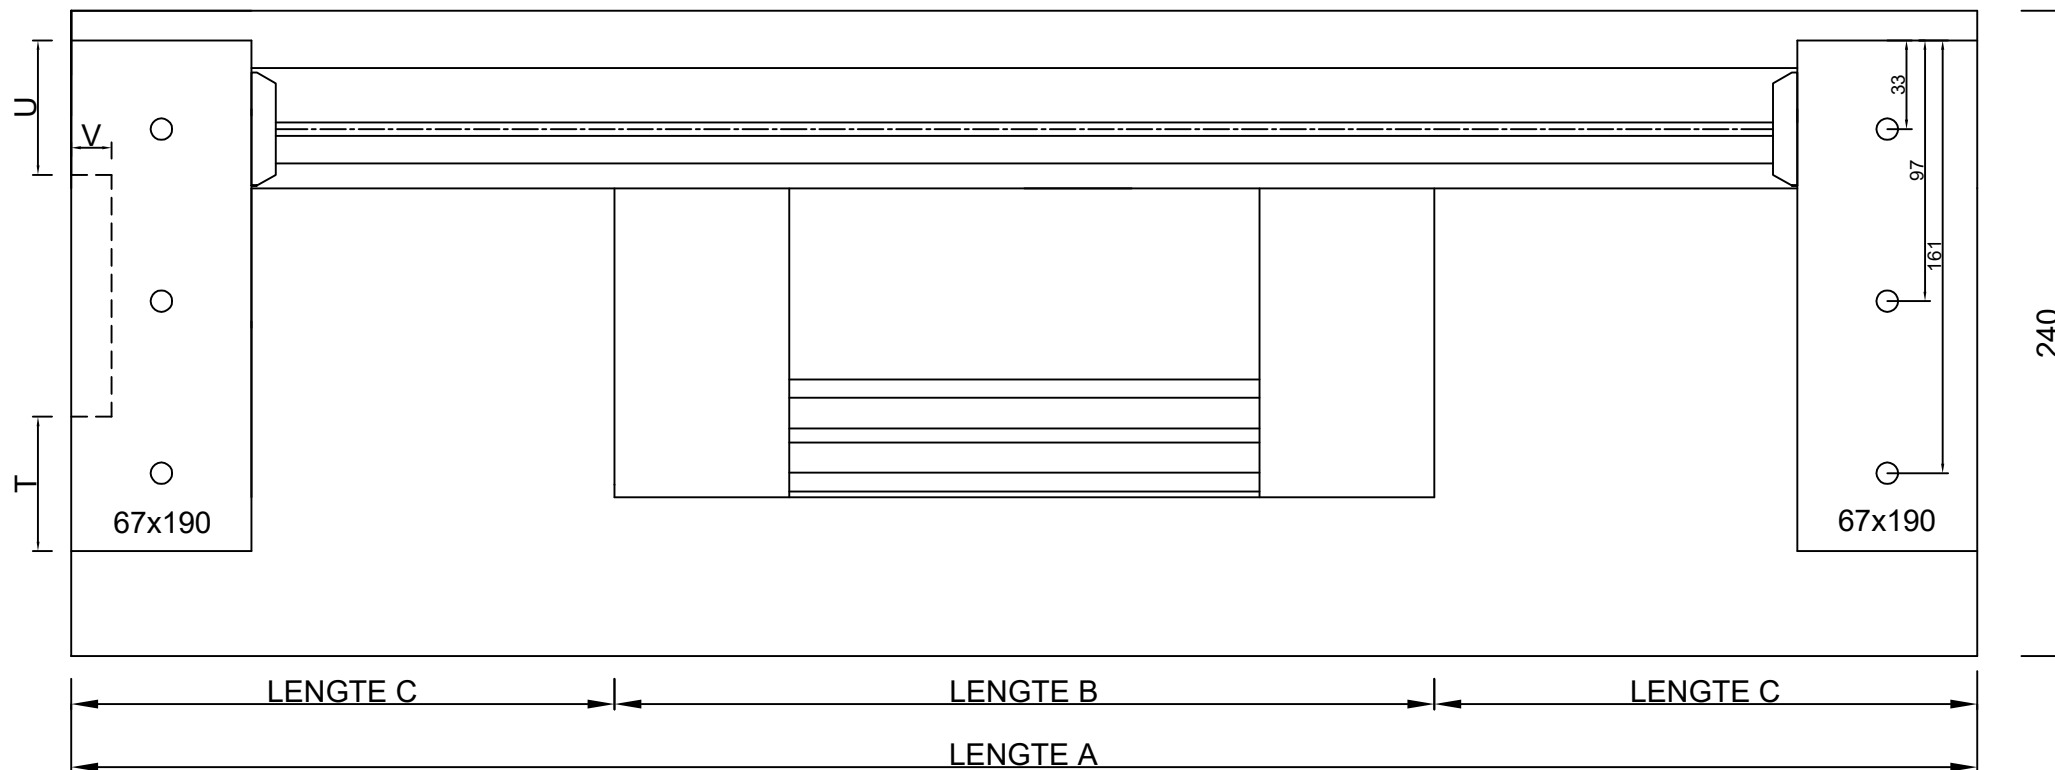 U
V
33
97
161
240
T
67x190
67x190
LENGTE C
LENGTE B
LENGTE C
LENGTE A